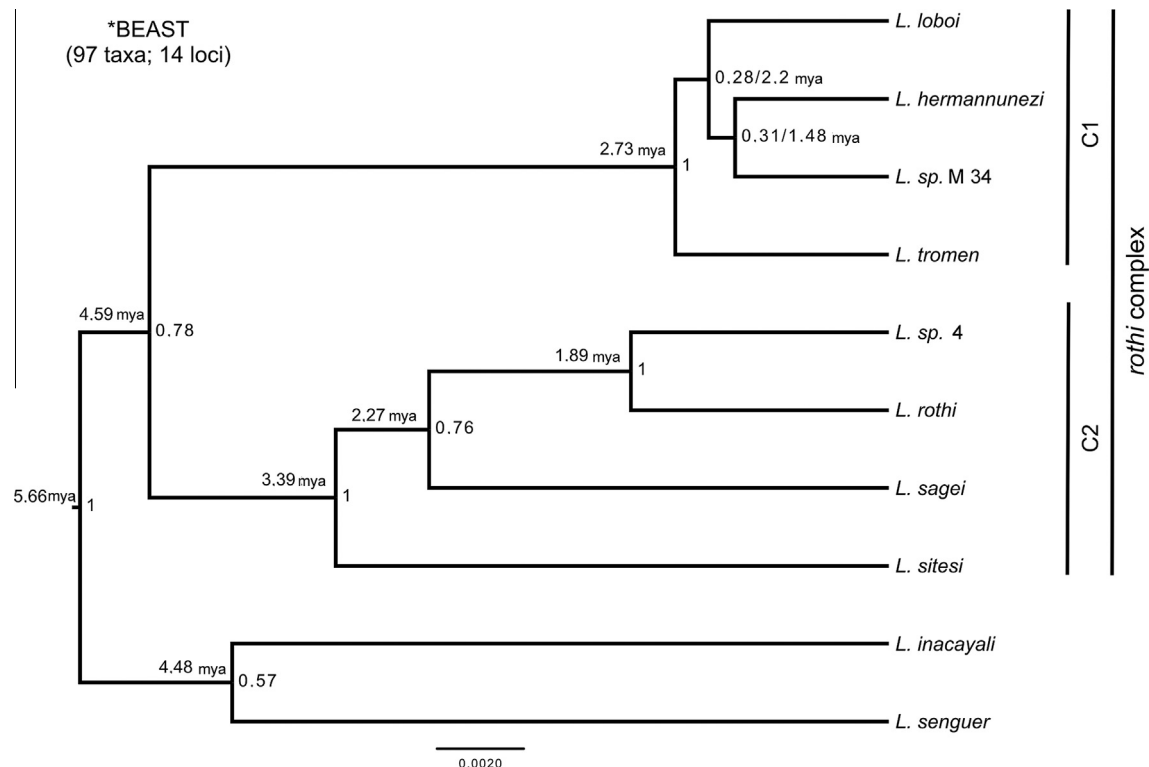 *BEAST
(97 taxa; 14 loci)
L. loboi
0.28/2.2 mya
L. hermannunezi
0.31/1.48 mya
2.73 mya
1
L. sp. M 34
L. tromen
C1
rothi complex
4.59 mya
0.78
L. sp. 4
1.89 mya
1
L. rothi
2,27 mya
0.76
C2
3.39 mya
1
L. sagei
5.66mya
1
L. sitesi
L. inacayali
4.48 mya
0.57
L. senguer
0.0020